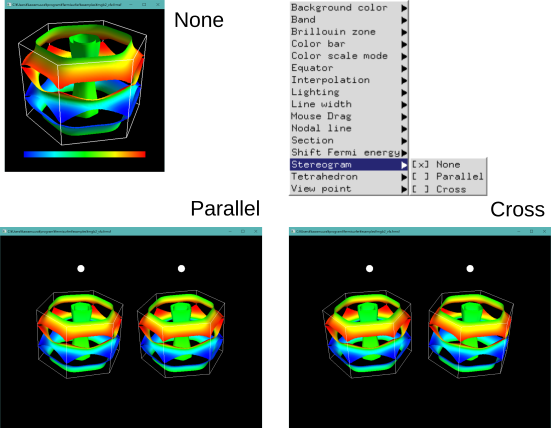 None
Background color
Band
Brillouin zone
Color bar
Color scale mode
Equator
Interpolation
Lighting
Line width
Mouse Drag
Nodal line
Section
Shift Fermi energy
Stereogram
[x] None
Tetrahedron
[ ] Parallel
View point
[ ] Cross
Parallel
Cross